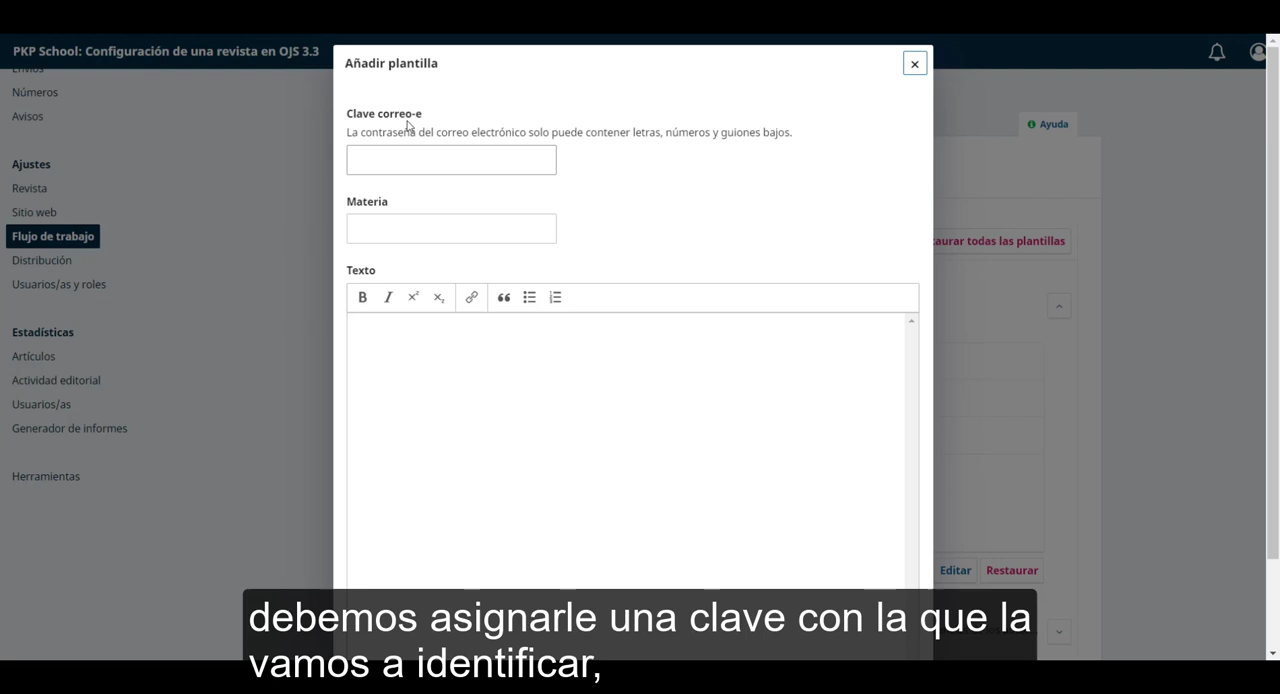 PKP School: Configuración de una revista en OJS 3.3
Envíos
Números
Avisos
Ajustes
Revista
Sitio web
Flujo de trabajo
Distribución
Usuarios/as y roles
Estadísticas
Artículos
Actividad editorial
Usuarios/as
Generador de informes
Herramientas
Añadir plantilla
Clave correo-e
La contraseña del correo electrónico solo puede contener letras, números y guiones bajos.
Materia
Texto
Ayuda
aurar todas las plantillas
Editar Restaurar
debemos asignarle una clave con la que la
vamos a identificar,